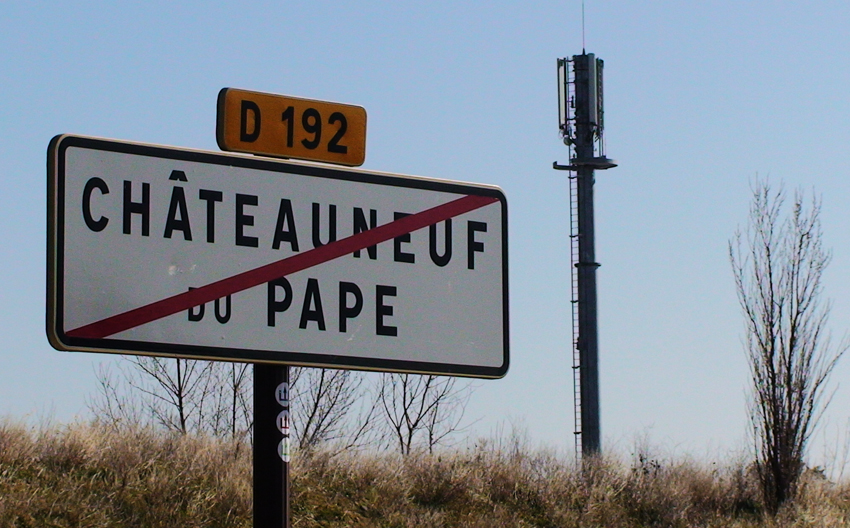 D 192
CHÂTEAUNEUF
DU PAPE